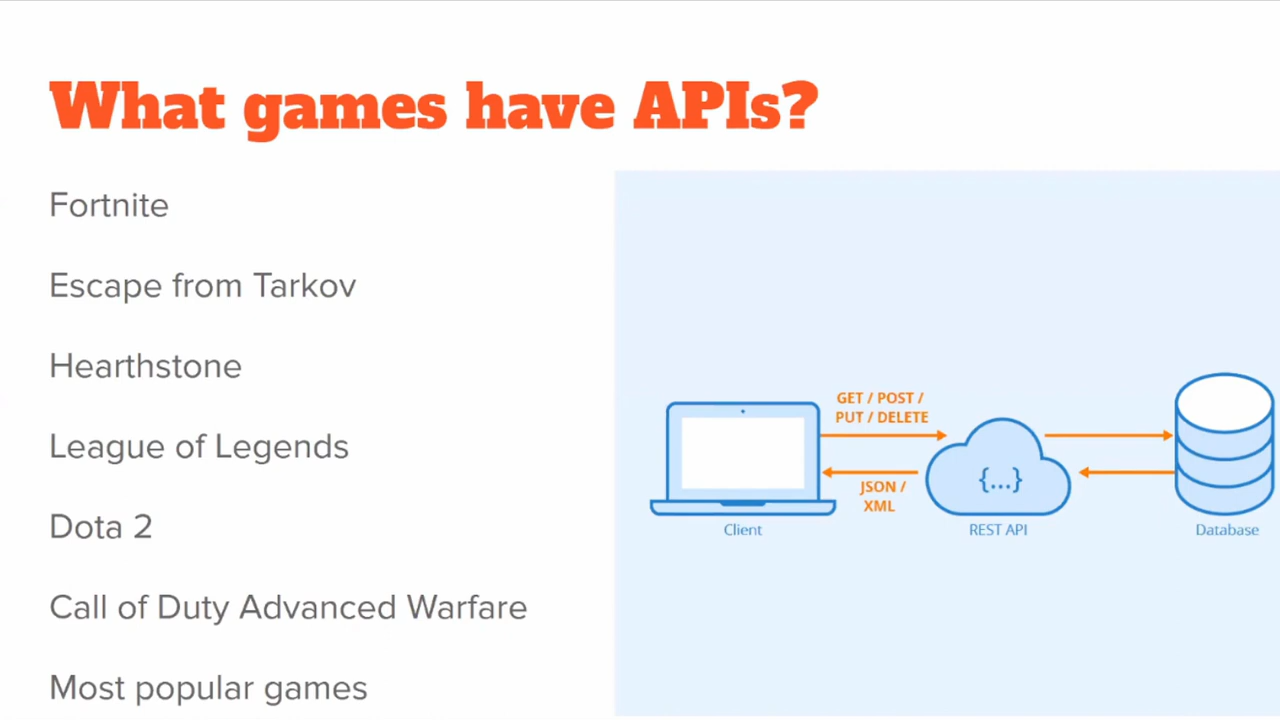 What games have APIs?
Fortnite
Escape from Tarkov
Hearthstone
League of Legends
Dota 2
Call of Duty Advanced Warfare
Most popular games
GET / POST /
PUT / DELETE
JSON /
XML
{...}
Client
REST API
Database